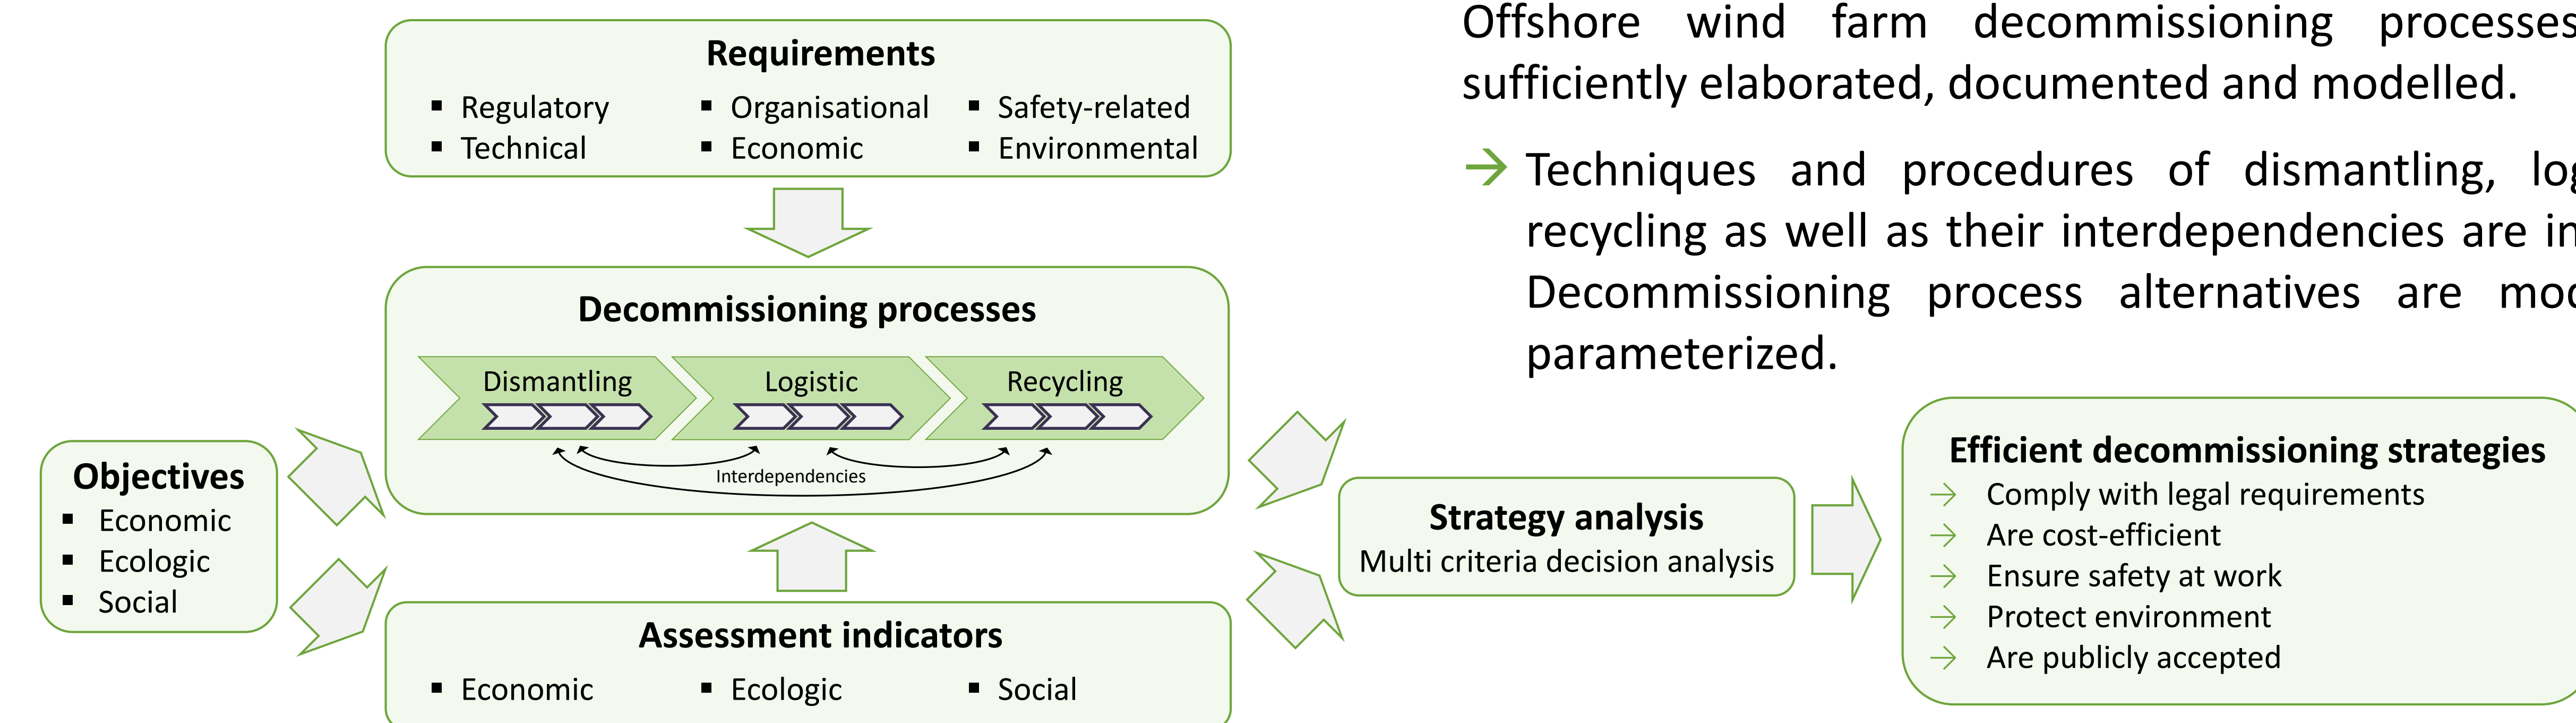 Requirements
▪ Regulatory ▪ Organisational ▪ Safety-related
▪ Technical ▪ Economic ▪ Environmental
Decommissioning processes
Dismantling Logistic Recycling
Interdependencies
Objectives
▪ Economic
▪ Ecologic
▪ Social
Assessment indicators
▪ Economic ▪ Ecologic ▪ Social
Strategy analysis
Multi criteria decision analysis
Offshore wind farm decommissioning processes
sufficiently elaborated, documented and modelled.
→ Techniques and procedures of dismantling,
recycling as well as their interdependencies are
Decommissioning process alternatives are
parameterized.
Efficient decommissioning strategies
→ Comply with legal requirements
→ Are cost-efficient
→ Ensure safety at work
→ Protect environment
→ Are publicly accepted